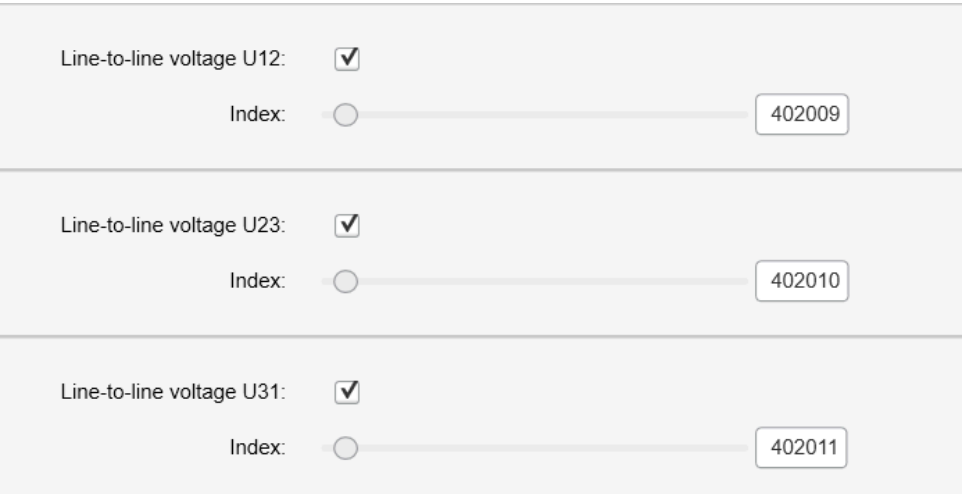 Line-to-line voltage U12:
Index: 402009
Line-to-line voltage U23:
Index: 402010
Line-to-line voltage U31:
Index: 402011